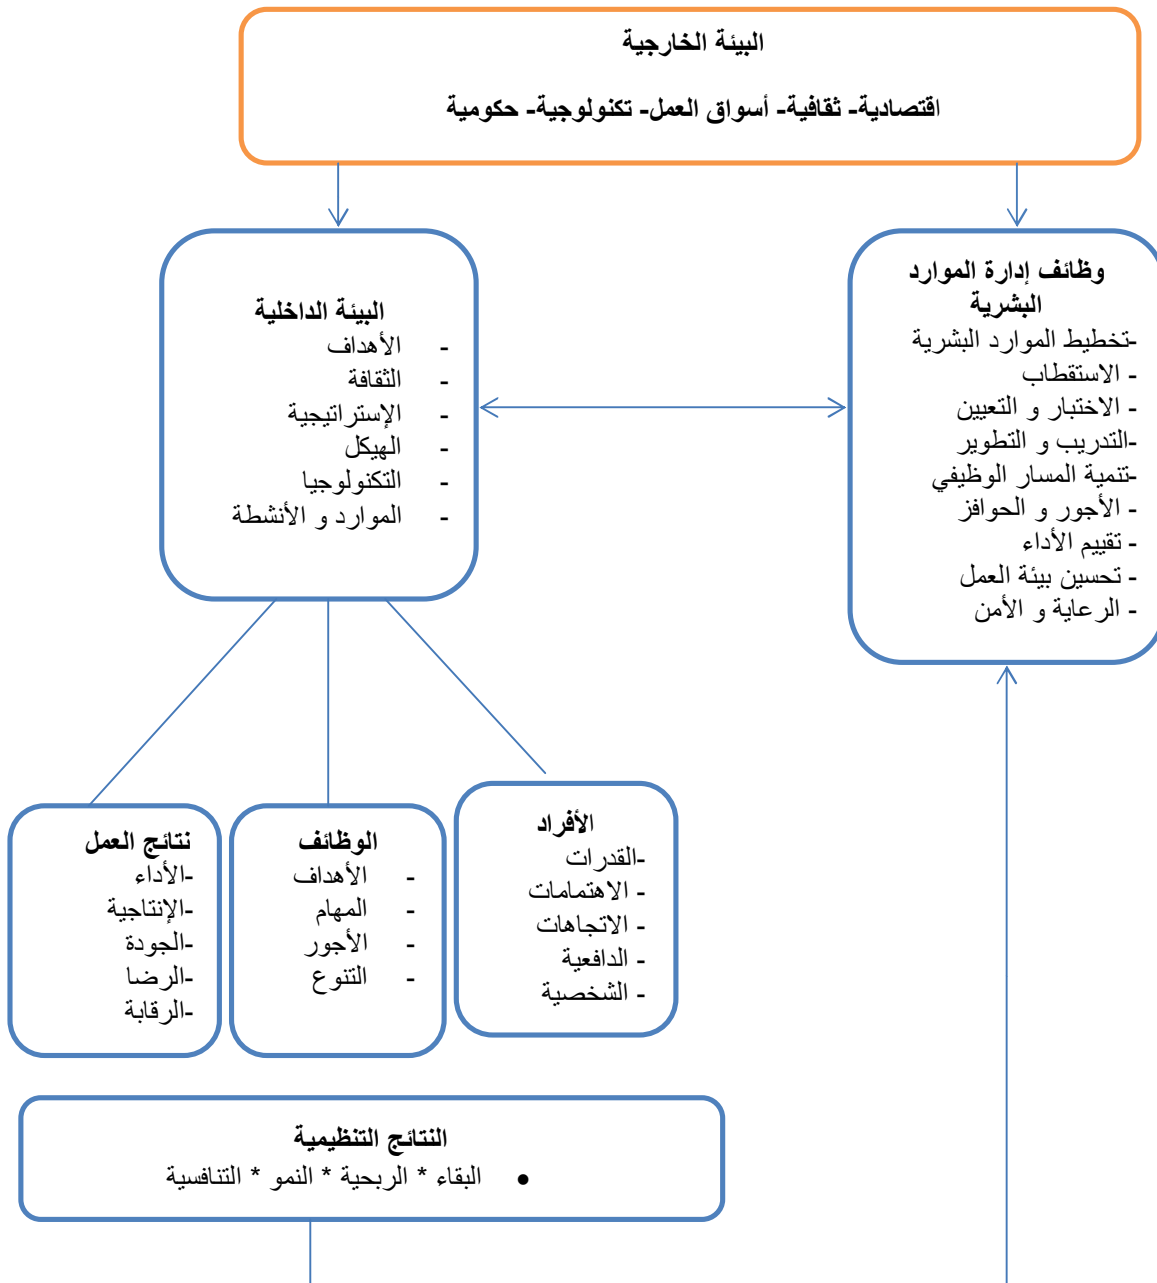 البيئة الخارجية
اقتصادية- ثقافية- أسواق العمل- تكنولوجية- حكومية
وظائف إدارة الموارد
البشرية
-تخطيط الموارد البشرية
- الاستقطاب
- الاختبار و التعيين
-التدريب و التطوير
-تنمية المسار الوظيفي
- الأجور و الحوافز
- تقييم الأداء
- تحسين بيئة العمل
- الرعاية و الأمن
البيئة الداخلية
- الأهداف
- الثقافة
- الإستراتيجية
- الهيكل
- التكنولوجيا
- الموارد و الأنشطة
الأفراد
-القدرات
- الاهتمامات
- الاتجاهات
- الدافعية
- الشخصية
الوظائف
- الأهداف
- المهام
- الأجور
- التنوع
نتائج العمل
-الأداء
-الإنتاجية
-الجودة
-الرضا
-الرقابة
النتائج التنظيمية
• البقاء * الربحية * النمو * التنافسية